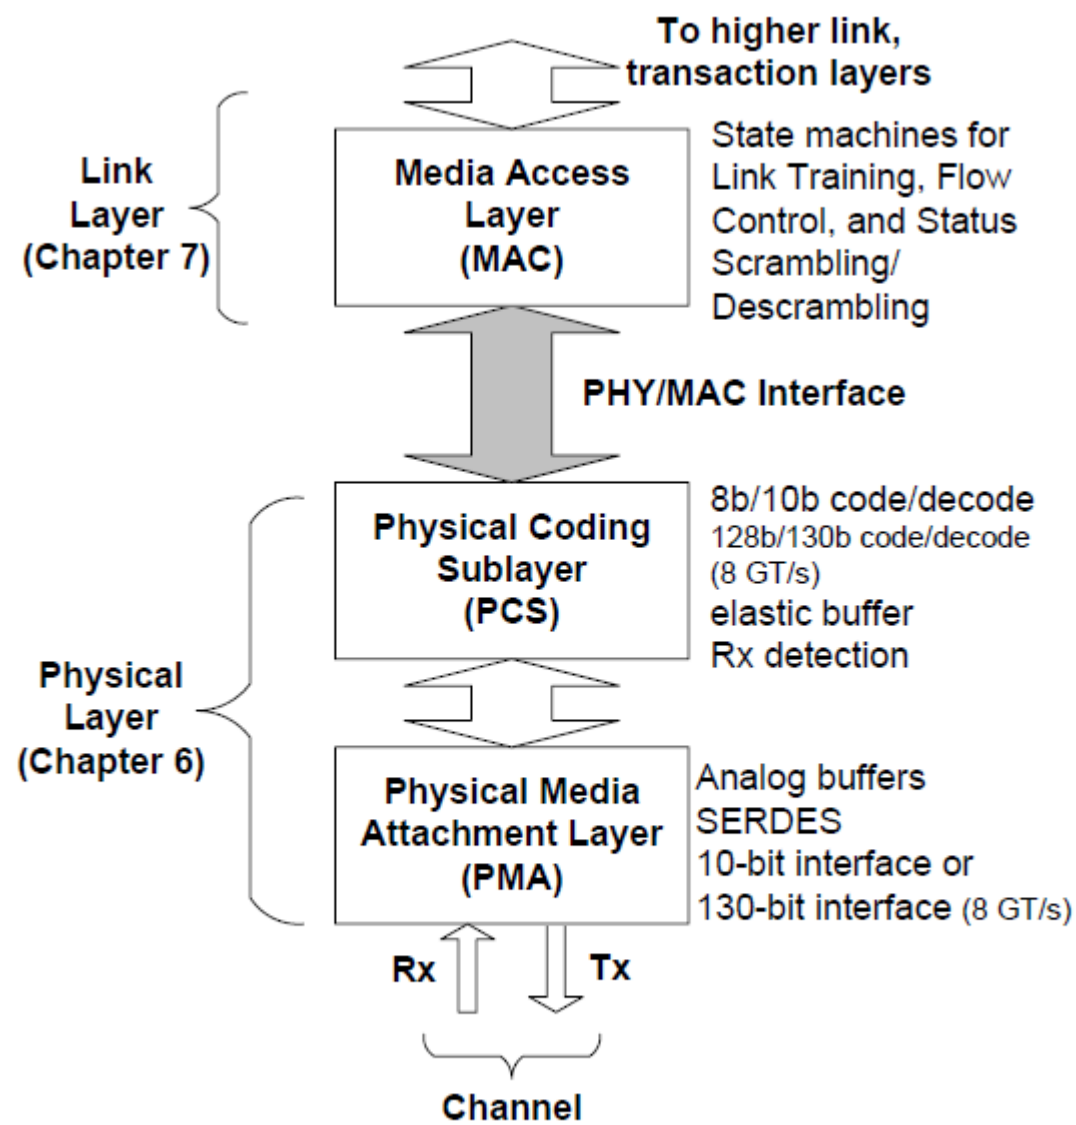 To higher link,
transaction layers
Link
Layer
(Chapter 7)
Media Access
Layer
(MAC)
State machines for
Link Training, Flow
Control, and Status
Scrambling/
Descrambling
PHY/MAC Interface
Physical
Layer
(Chapter 6)
Physical Coding
Sublayer
(PCS)
8b/10b code/decode
128b/130b code/decode
(8 GT/s)
elastic buffer
Rx detection
Physical Media
Attachment Layer
(PMA)
Analog buffers
SERDES
10-bit interface or
130-bit interface (8 GT/s)
Rx
Tx
Channel